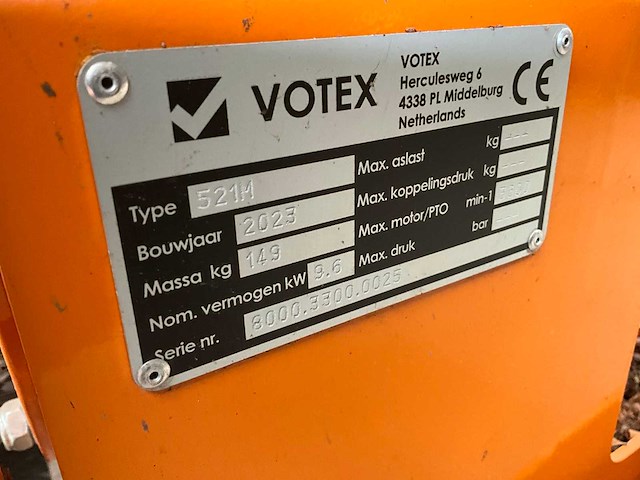 VOTEX
VOTEX
Herculesweg 6
4338 PL Middelburg
Netherlands
CE
Type 521M
Bouwjaar 2023
Massa kg 149
Nom. vermogen kW 9.6
Serie nr. 8000.3300.0025
Max. aslast kg ---
Max. koppelingsdruk kg ---
Max. motor/PTO min-1
Max. druk bar